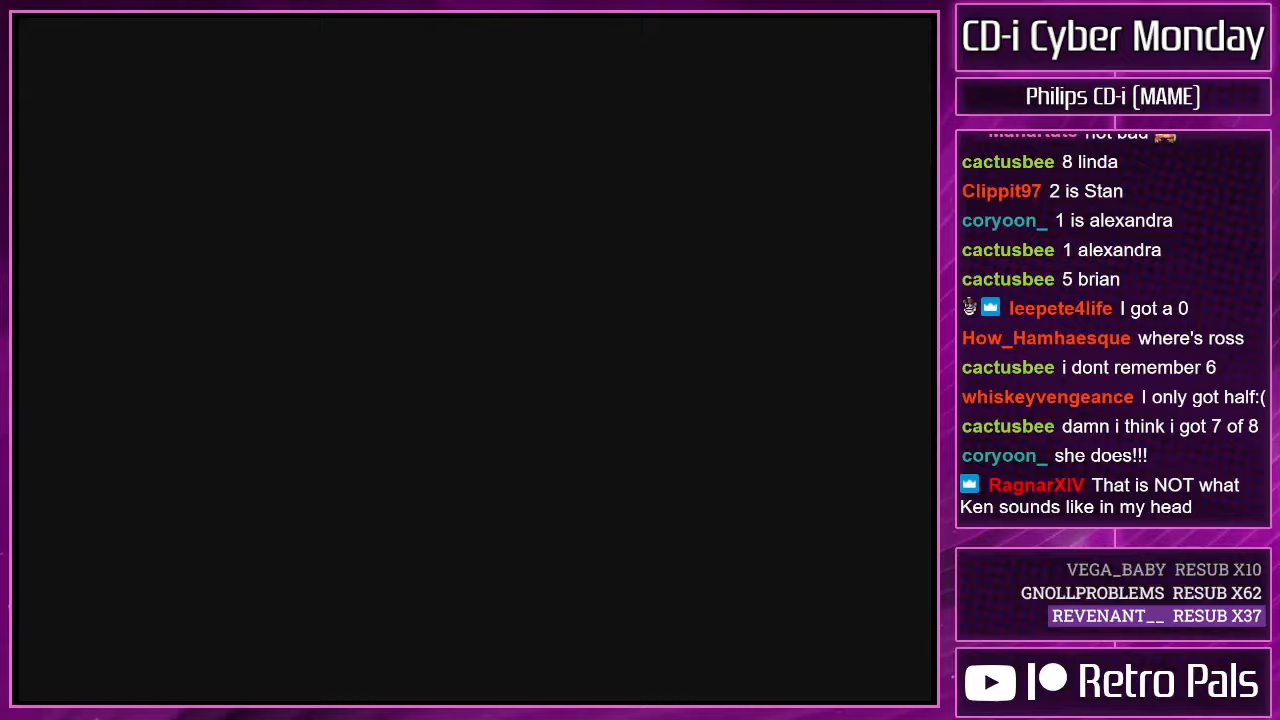 CD-i Cyber Monday
Philips CD-i [MAME]
not bad
cactusbee 8 linda
Clippit97 2 is Stan
coryoon_ 1 is alexandra
cactusbee 1 alexandra
cactusbee 5 brian
leepete4life I got a 0
How_Hamhaesque where's ross
cactusbee i dont remember 6
whiskeyvengeance I only got half:(
cactusbee damn i think i got 7 of 8
coryoon_ she does!!!
RagnarXIV That is NOT what
Ken sounds like in my head
VEGA_BABY RESUB X10
GNOLLPROBLEMS RESUB X62
REVENANT__ RESUB X37
Retro Pals